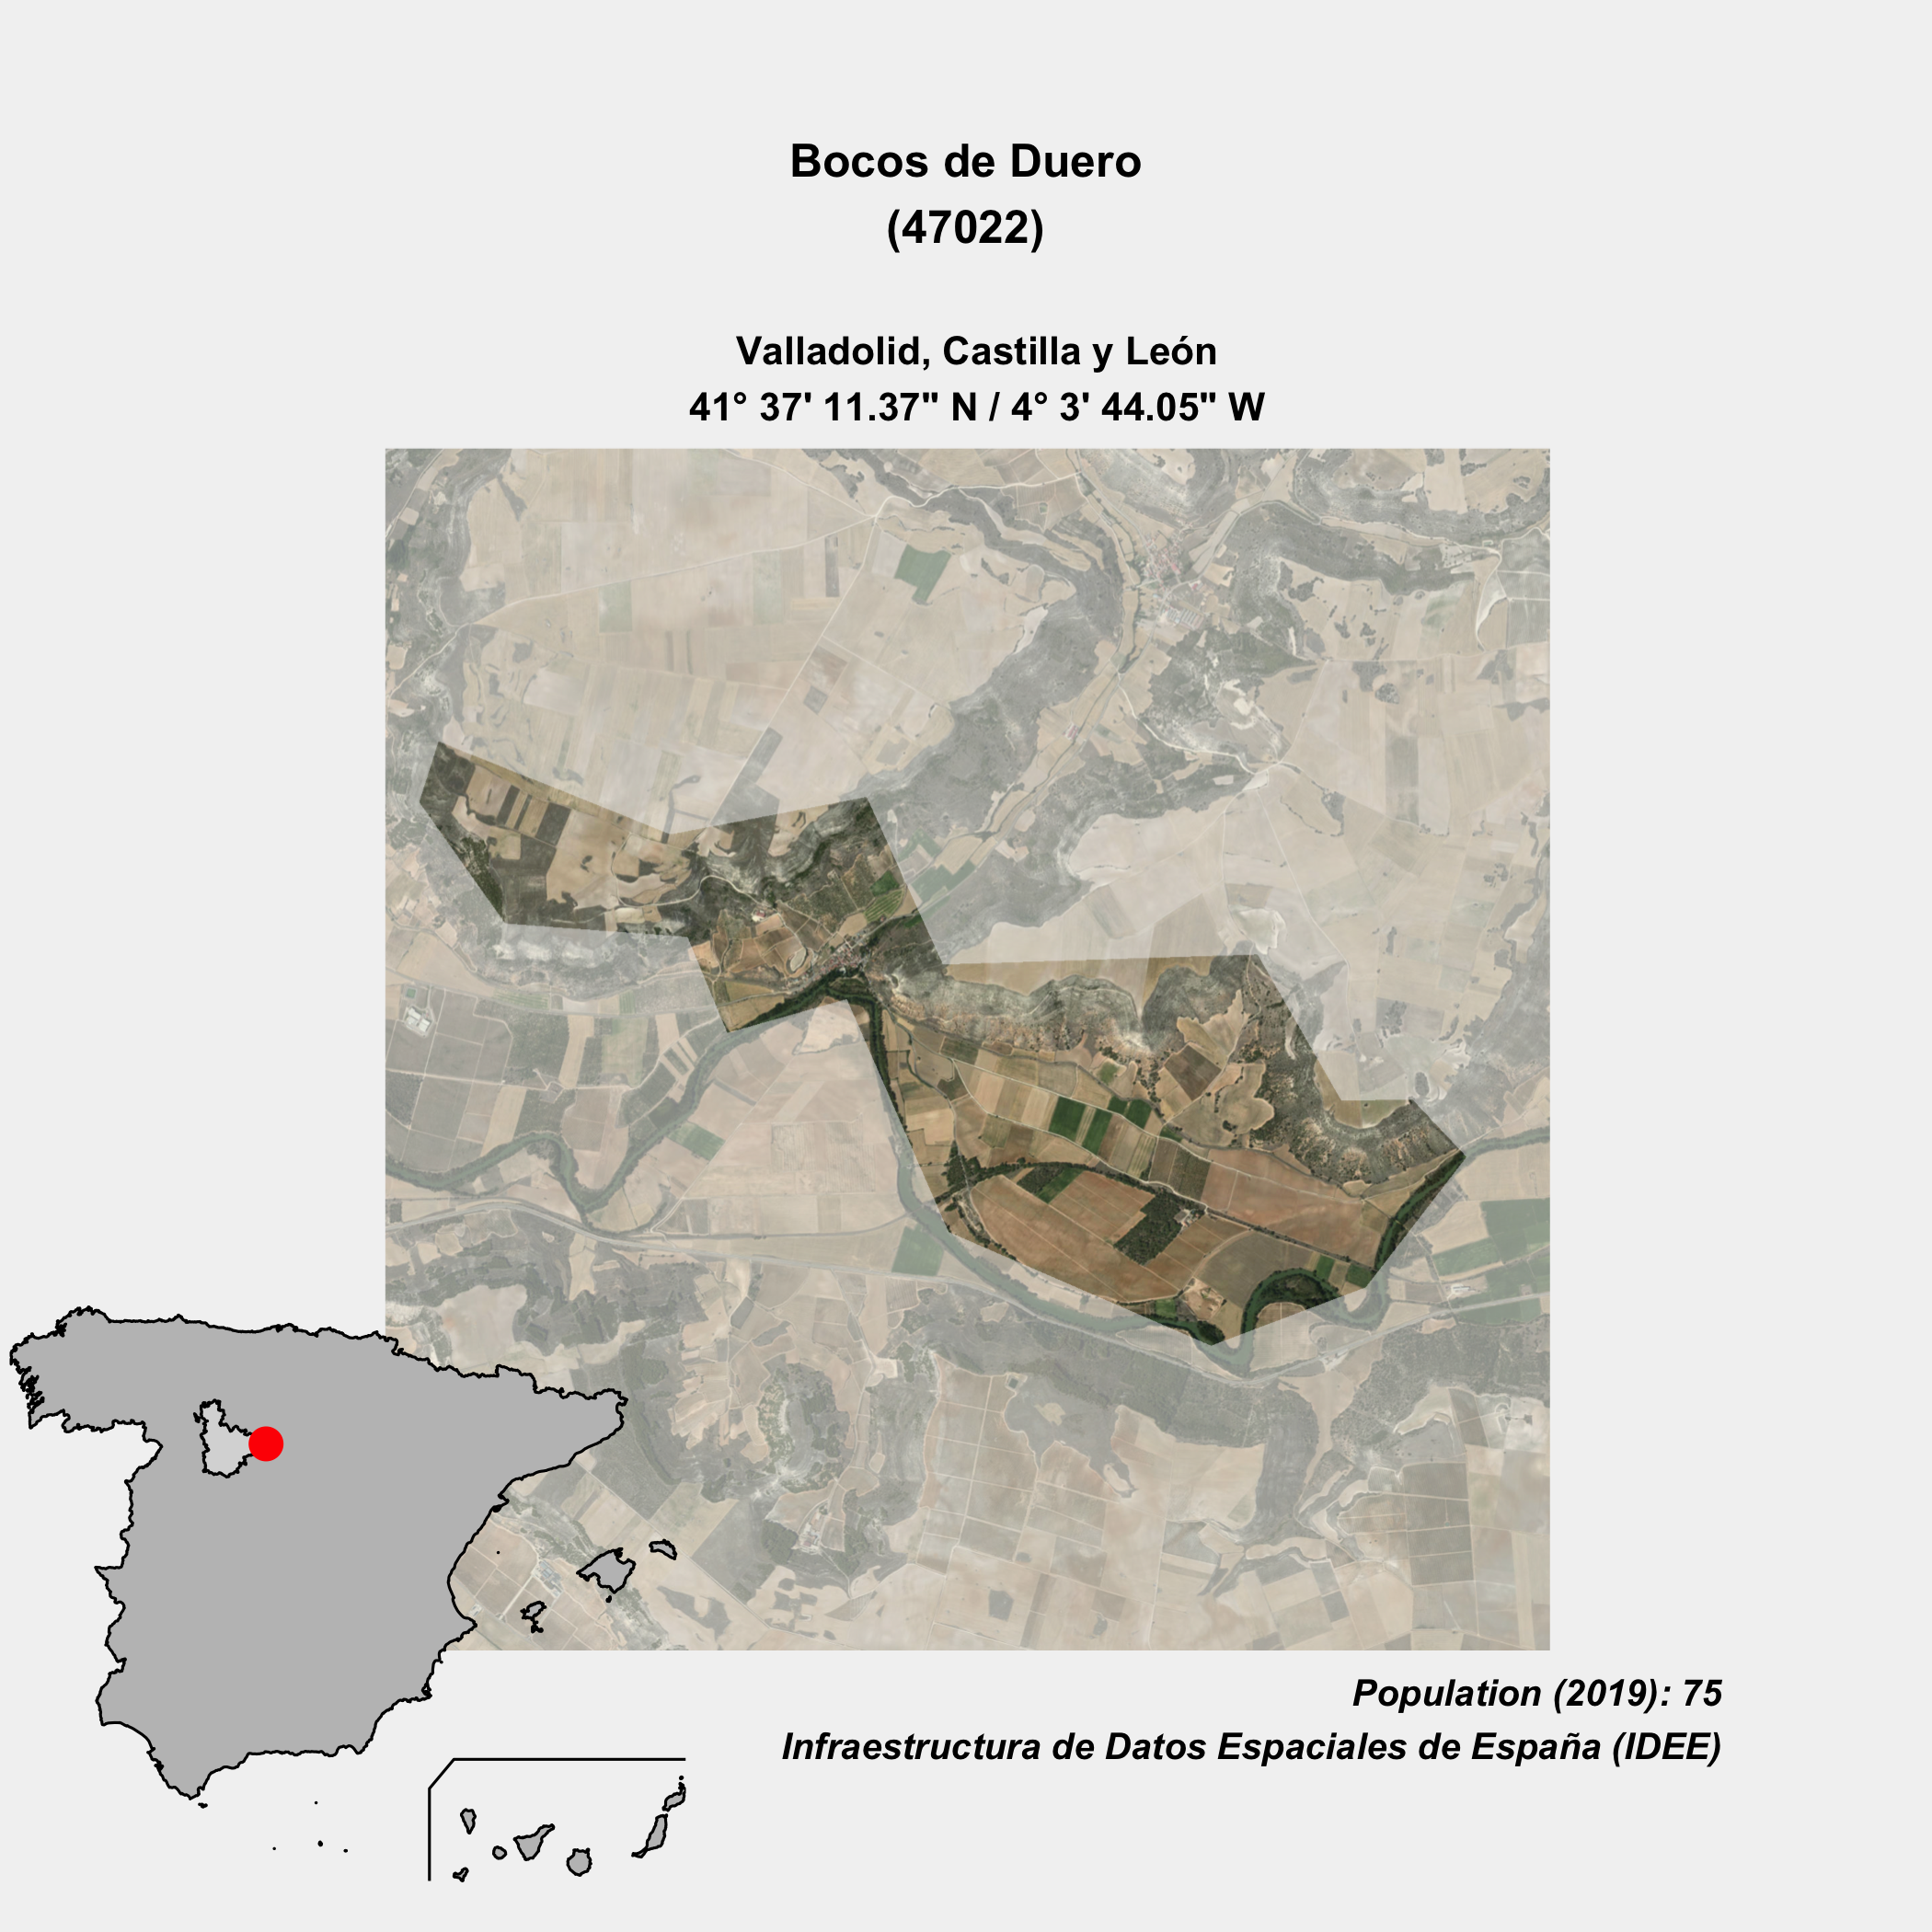 Bocos de Duero
(47022)
Valladolid, Castilla y León
41° 37' 11.37" N / 4° 3' 44.05" W
Population (2019): 75
Infraestructura de Datos Espaciales de España (IDEE)